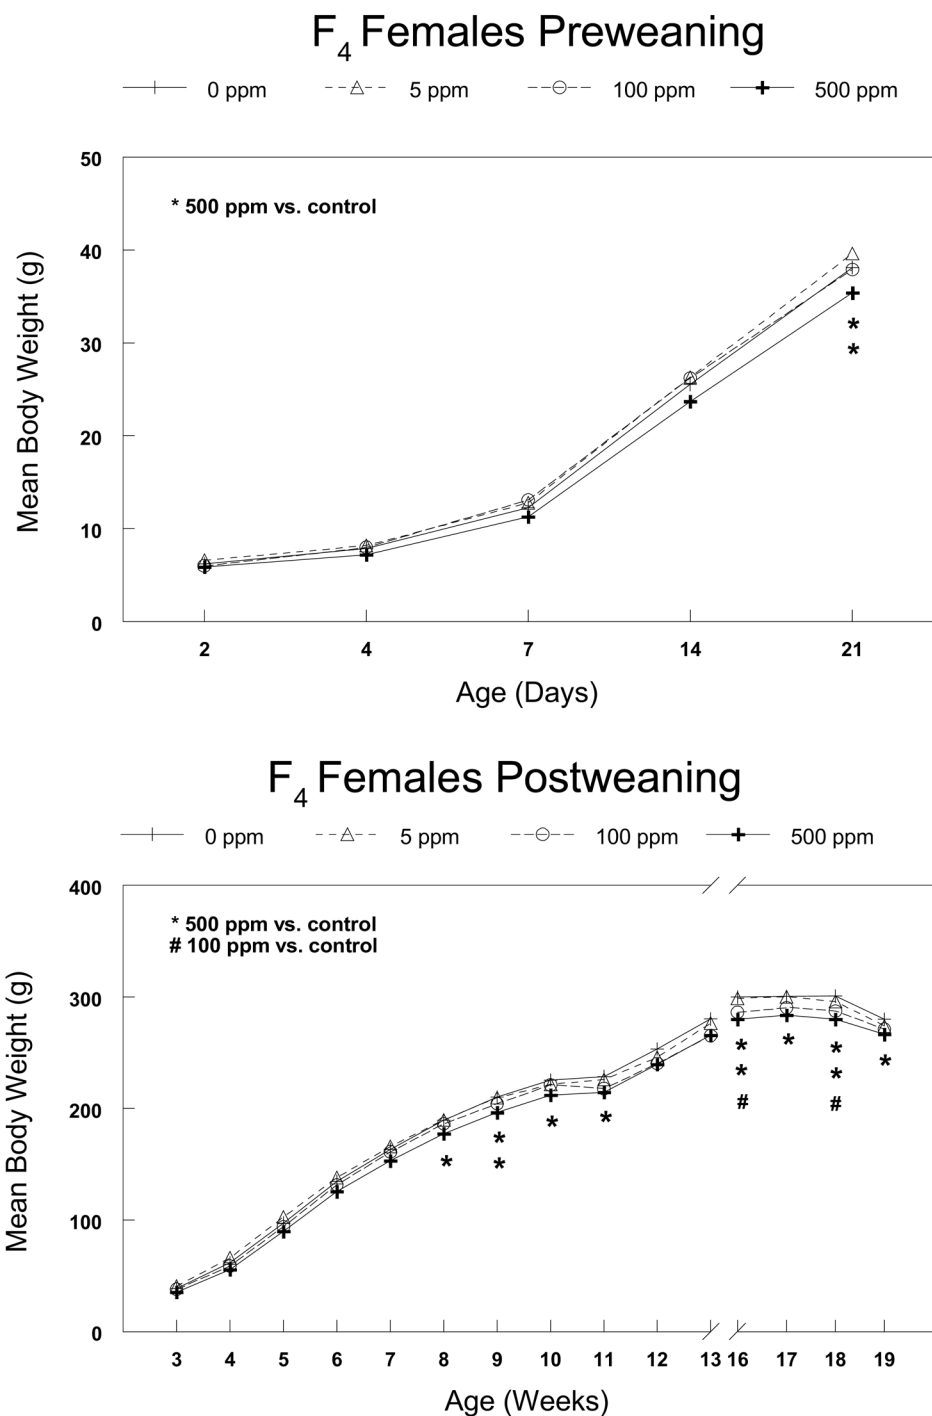 F4 Females Preweaning
0 ppm 5 ppm 100 ppm 500 ppm
50
* 500 ppm vs. control
40
30
*
*
20
10
0
2 4 7 14 21
Mean Body Weight (g)
Age (Days)
F4 Females Postweaning
0 ppm 5 ppm 100 ppm 500 ppm
400
* 500 ppm vs. control
# 100 ppm vs. control
300
* * * *
* *
# #
200
* * * *
*
100
0
3 4 5 6 7 8 9 10 11 12 13 16 17 18 19
Mean Body Weight (g)
Age (Weeks)